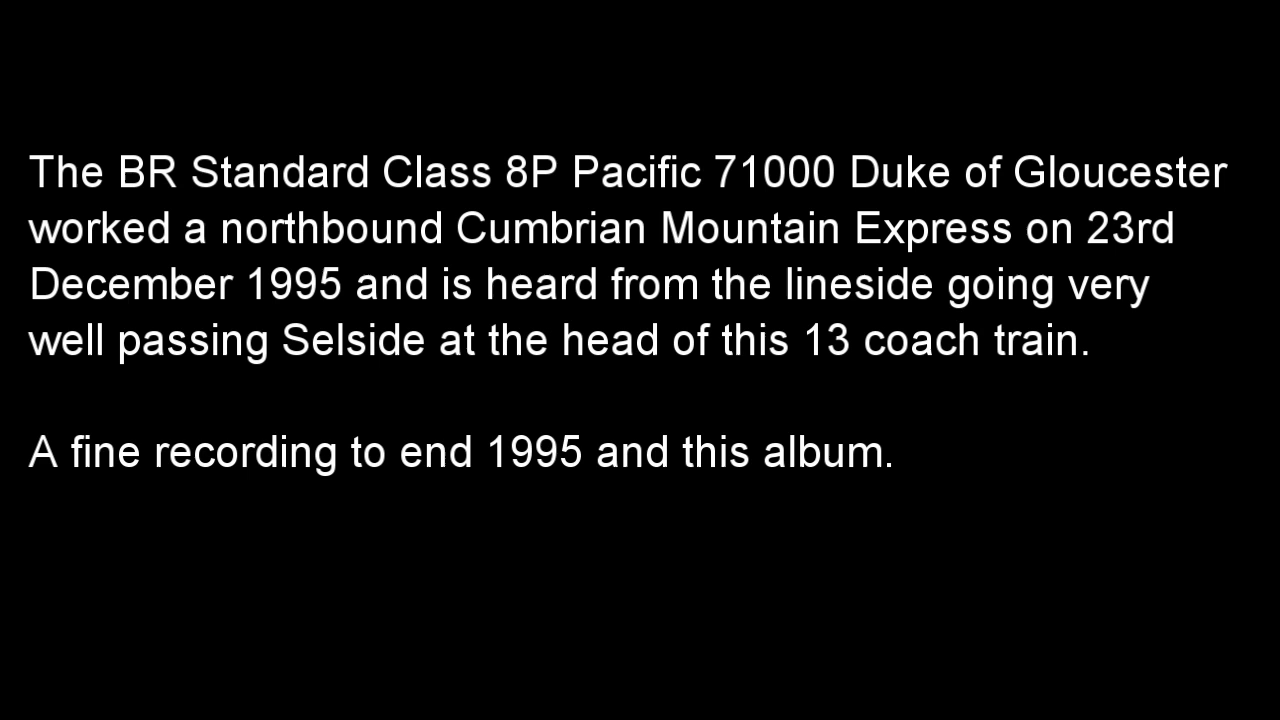 The BR Standard Class 8P Pacific 71000 Duke of Gloucester
worked a northbound Cumbrian Mountain Express on 23rd
December 1995 and is heard from the lineside going very
well passing Selside at the head of this 13 coach train.
A fine recording to end 1995 and this album.